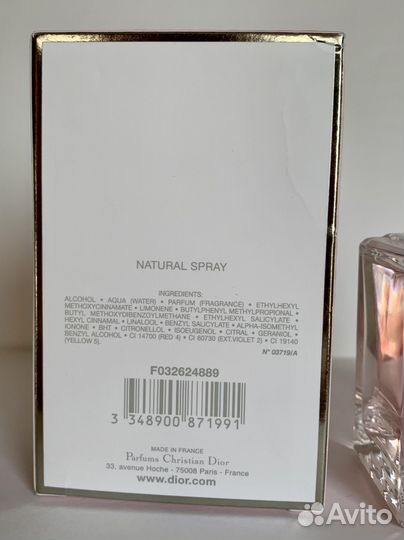 NATURAL SPRAY
INGREDIENTS:
ALCOHOL • AQUA (WATER) • PARFUM (FRAGRANCE) • ETHYLHEXYL
METHOXYCINNAMATE • LIMONENE • BUTYLPHENYL METHYLPROPIONAL •
BUTYL METHOXYDIBENZOYLMETHANE • ETHYLHEXYL SALICYLATE •
HEXYL CINNAMAL • LINALOOL • BENZYL SALICYLATE • ALPHA-ISOMETHYL
IONONE • BHT • CITRONELLOL • ISOEUGENOL • CITRAL • GERANIOL •
BENZYL ALCOHOL • CI 14700 (RED 4) • CI 60730 (EXT.VIOLET 2) • CI 19140
(YELLOW 5).
N° 03719/A
F032624889
3 348900 871991
MADE IN FRANCE
Parfums Christian Dior
33, avenue Hoche - 75008 Paris - France
www.dior.com
Avito